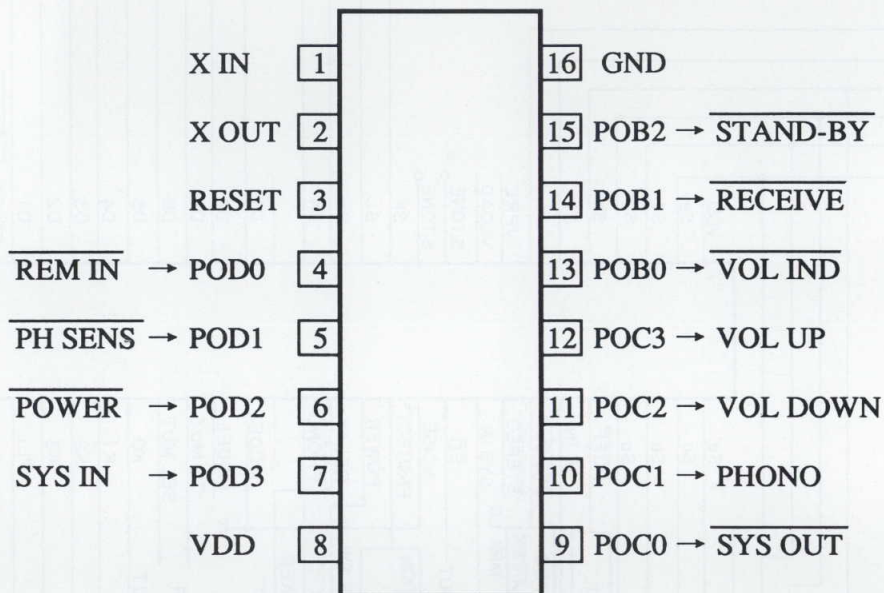 X IN 1 16 GND
X OUT 2 15 POB2 → STAND-BY
RESET 3 14 POB1 → RECEIVE
REM IN → POD0 4 13 POB0 → VOL IND
PH SENS → POD1 5 12 POC3 → VOL UP
POWER → POD2 6 11 POC2 → VOL DOWN
SYS IN → POD3 7 10 POC1 → PHONO
VDD 8 9 POC0 → SYS OUT